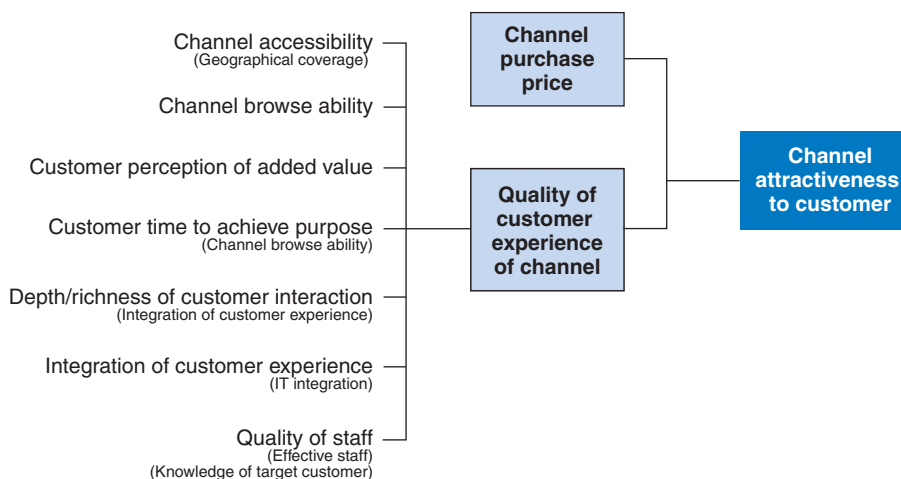 Channel accessibility
(Geographical coverage)
Channel browse ability
Customer perception of added value
Customer time to achieve purpose
(Channel browse ability)
Depth/richness of customer interaction
(Integration of customer experience)
Integration of customer experience
(IT integration)
Quality of staff
(Effective staff)
(Knowledge of target customer)
Channel
purchase
price
Quality of
customer
experience
of channel
Channel
attractiveness
to customer